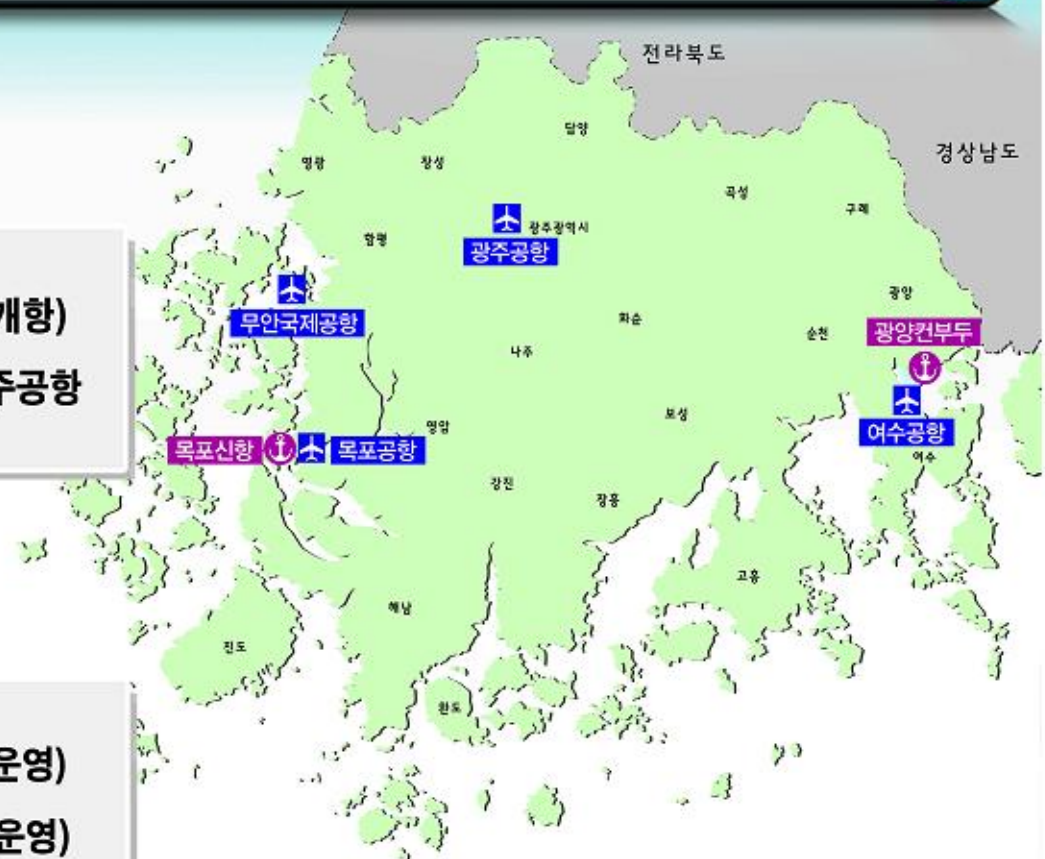 전라북도
담양
경상남도
영광
장성
곡성
구례
광주광역시
함평
광주공항
광양
개항)
무안국제공항
화순
순천
광양컨부두
나주
주공항
보성
영암
여수공항
목포신항
목포공항
여수
강진
장흥
고흥
해남
진도
완도
운영)
운영)